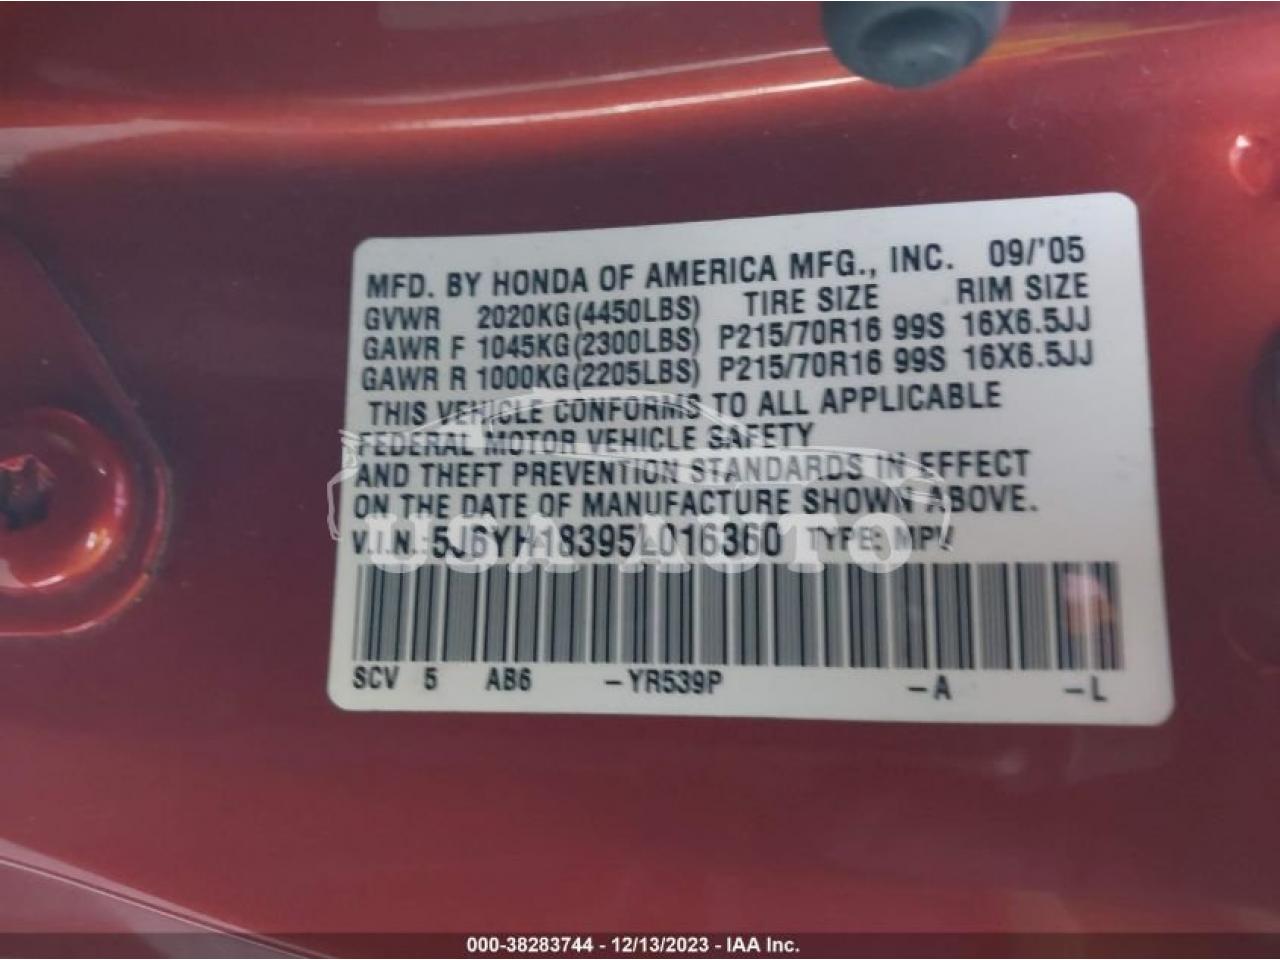 MFD. BY HONDA OF AMERICA MFG., INC. 09/'05
GVWR 2020KG(4450LBS) TIRE SIZE RIM SIZE
GAWR F 1045KG(2300LBS) P215/70R16 99S 16X6.5JJ
GAWR R 1000KG(2205LBS) P215/70R16 99S 16X6.5JJ
THIS VEHICLE CONFORMS TO ALL APPLICABLE
FEDERAL MOTOR VEHICLE SAFETY
AND THEFT PREVENTION STANDARDS IN EFFECT
ON THE DATE OF MANUFACTURE SHOWN ABOVE.
USA AUTO
V.I.N.: 5J6YH18395L016360 TYPE: MPV
SCV 5 AB6 -YR539P -A -L
000-38283744 - 12/13/2023 - IAA Inc.